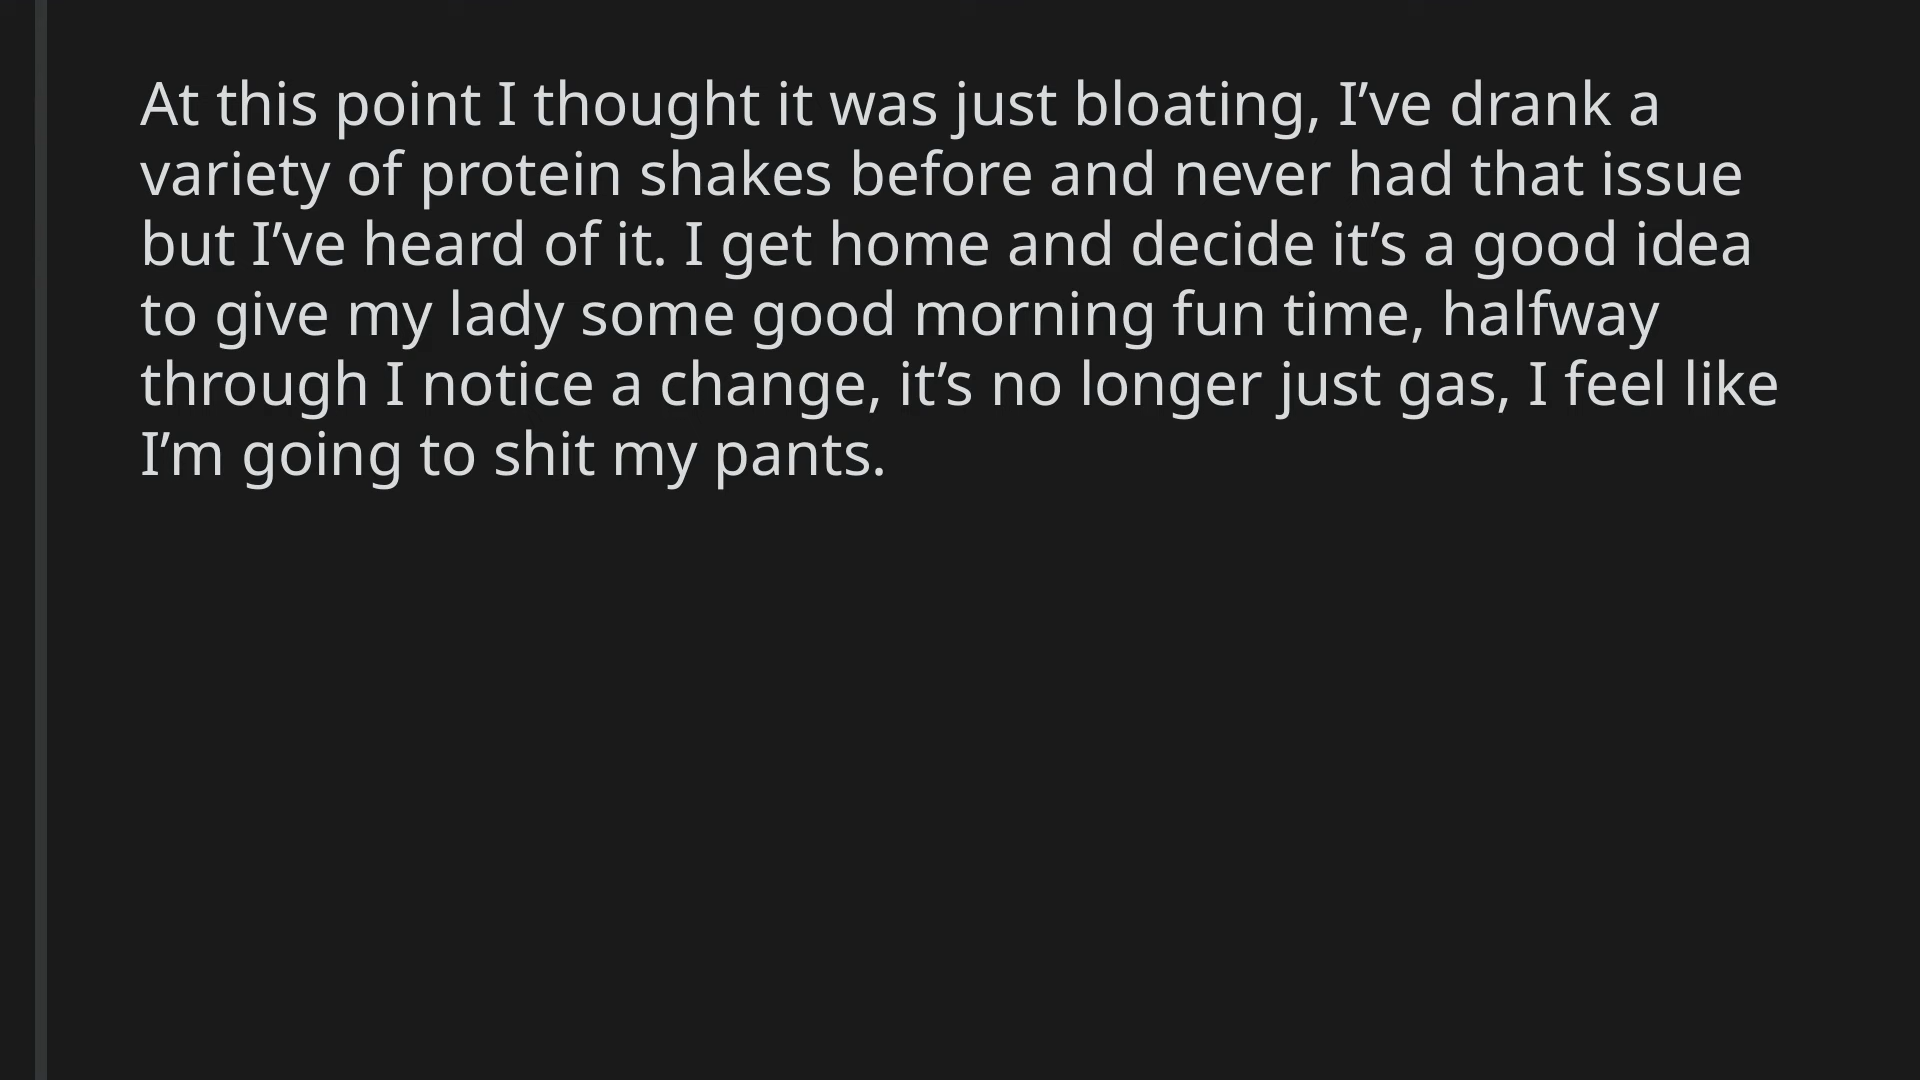 At this point I thought it was just bloating, I’ve drank a
variety of protein shakes before and never had that issue
but I’ve heard of it. I get home and decide it’s a good idea
to give my lady some good morning fun time, halfway
through I notice a change, it’s no longer just gas, I feel like
I’m going to shit my pants.